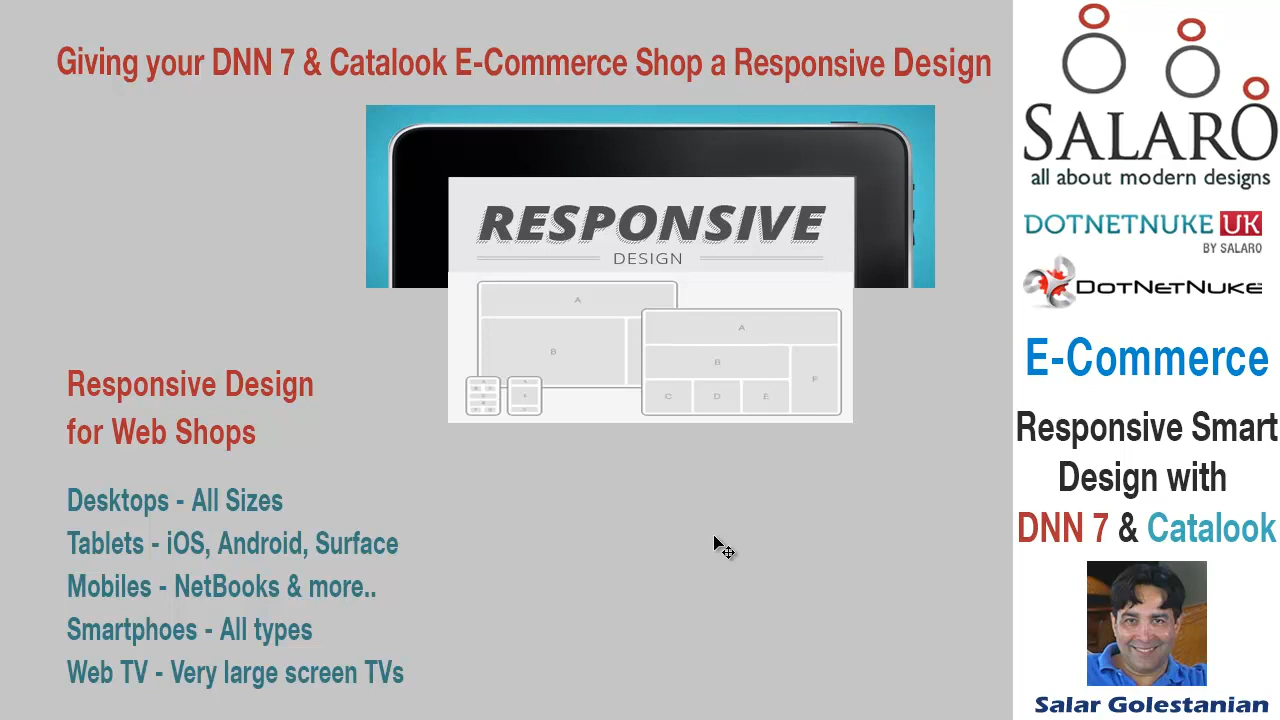 Giving your DNN 7 & Catalook E-Commerce Shop a Responsive Design
RESPONSIVE
DESIGN
A
B
A
B
F
C D E
Responsive Design
for Web Shops
Desktops - All Sizes
Tablets - iOS, Android, Surface
Mobiles - NetBooks & more..
Smartphoes - All types
Web TV - Very large screen TVs
SALARO
all about modern designs
DOTNETNUKE UK
BY SALARO
DOTNETNUKE
E-Commerce
Responsive Smart
Design with
DNN 7 & Catalook
Salar Golestanian